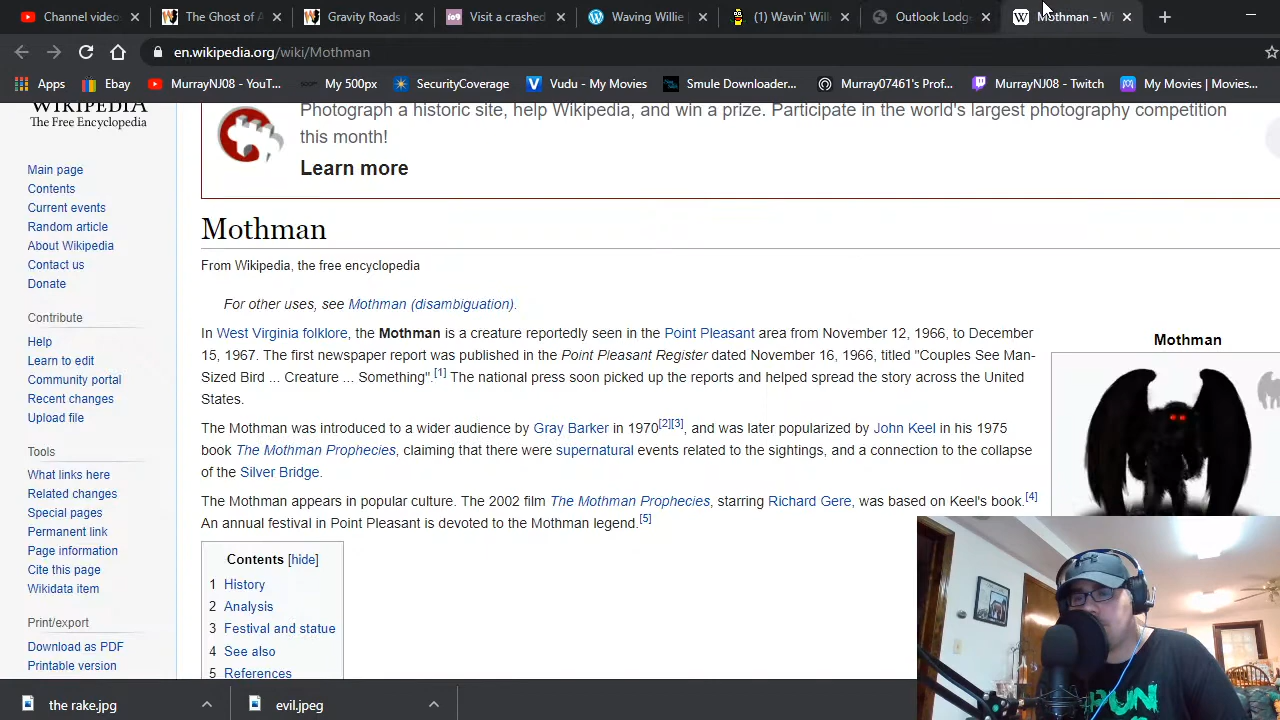 Channel video
The Ghost of A
Gravity Roads |
io9 Visit a crashed
Waving Willie |
(1) Wavin' Will
Outlook Lodg
W Mothman - Wi
en.wikipedia.org/wiki/Mothman
Apps
Ebay
MurrayNJ08 - YouT...
My 500px
SecurityCoverage
Vudu - My Movies
Smule Downloader...
Murray07461's Prof...
MurrayNJ08 - Twitch
My Movies | Movies...
WIKIPEDIA
The Free Encyclopedia
Main page
Contents
Current events
Random article
About Wikipedia
Contact us
Donate
Contribute
Help
Learn to edit
Community portal
Recent changes
Upload file
Tools
What links here
Related changes
Special pages
Permanent link
Page information
Cite this page
Wikidata item
Print/export
Download as PDF
Printable version
Photograph a historic site, help Wikipedia, and win a prize. Participate in the world's largest photography competition
this month!
Learn more
Mothman
From Wikipedia, the free encyclopedia
For other uses, see Mothman (disambiguation).
In West Virginia folklore, the Mothman is a creature reportedly seen in the Point Pleasant area from November 12, 1966, to December
15, 1967. The first newspaper report was published in the Point Pleasant Register dated November 16, 1966, titled "Couples See Man-
Sized Bird ... Creature ... Something".[1] The national press soon picked up the reports and helped spread the story across the United
States.
The Mothman was introduced to a wider audience by Gray Barker in 1970[2][3], and was later popularized by John Keel in his 1975
book The Mothman Prophecies, claiming that there were supernatural events related to the sightings, and a connection to the collapse
of the Silver Bridge.
The Mothman appears in popular culture. The 2002 film The Mothman Prophecies, starring Richard Gere, was based on Keel's book.[4]
An annual festival in Point Pleasant is devoted to the Mothman legend.[5]
Contents [hide]
1 History
2 Analysis
3 Festival and statue
4 See also
5 References
Mothman
the rake.jpg
evil.jpeg